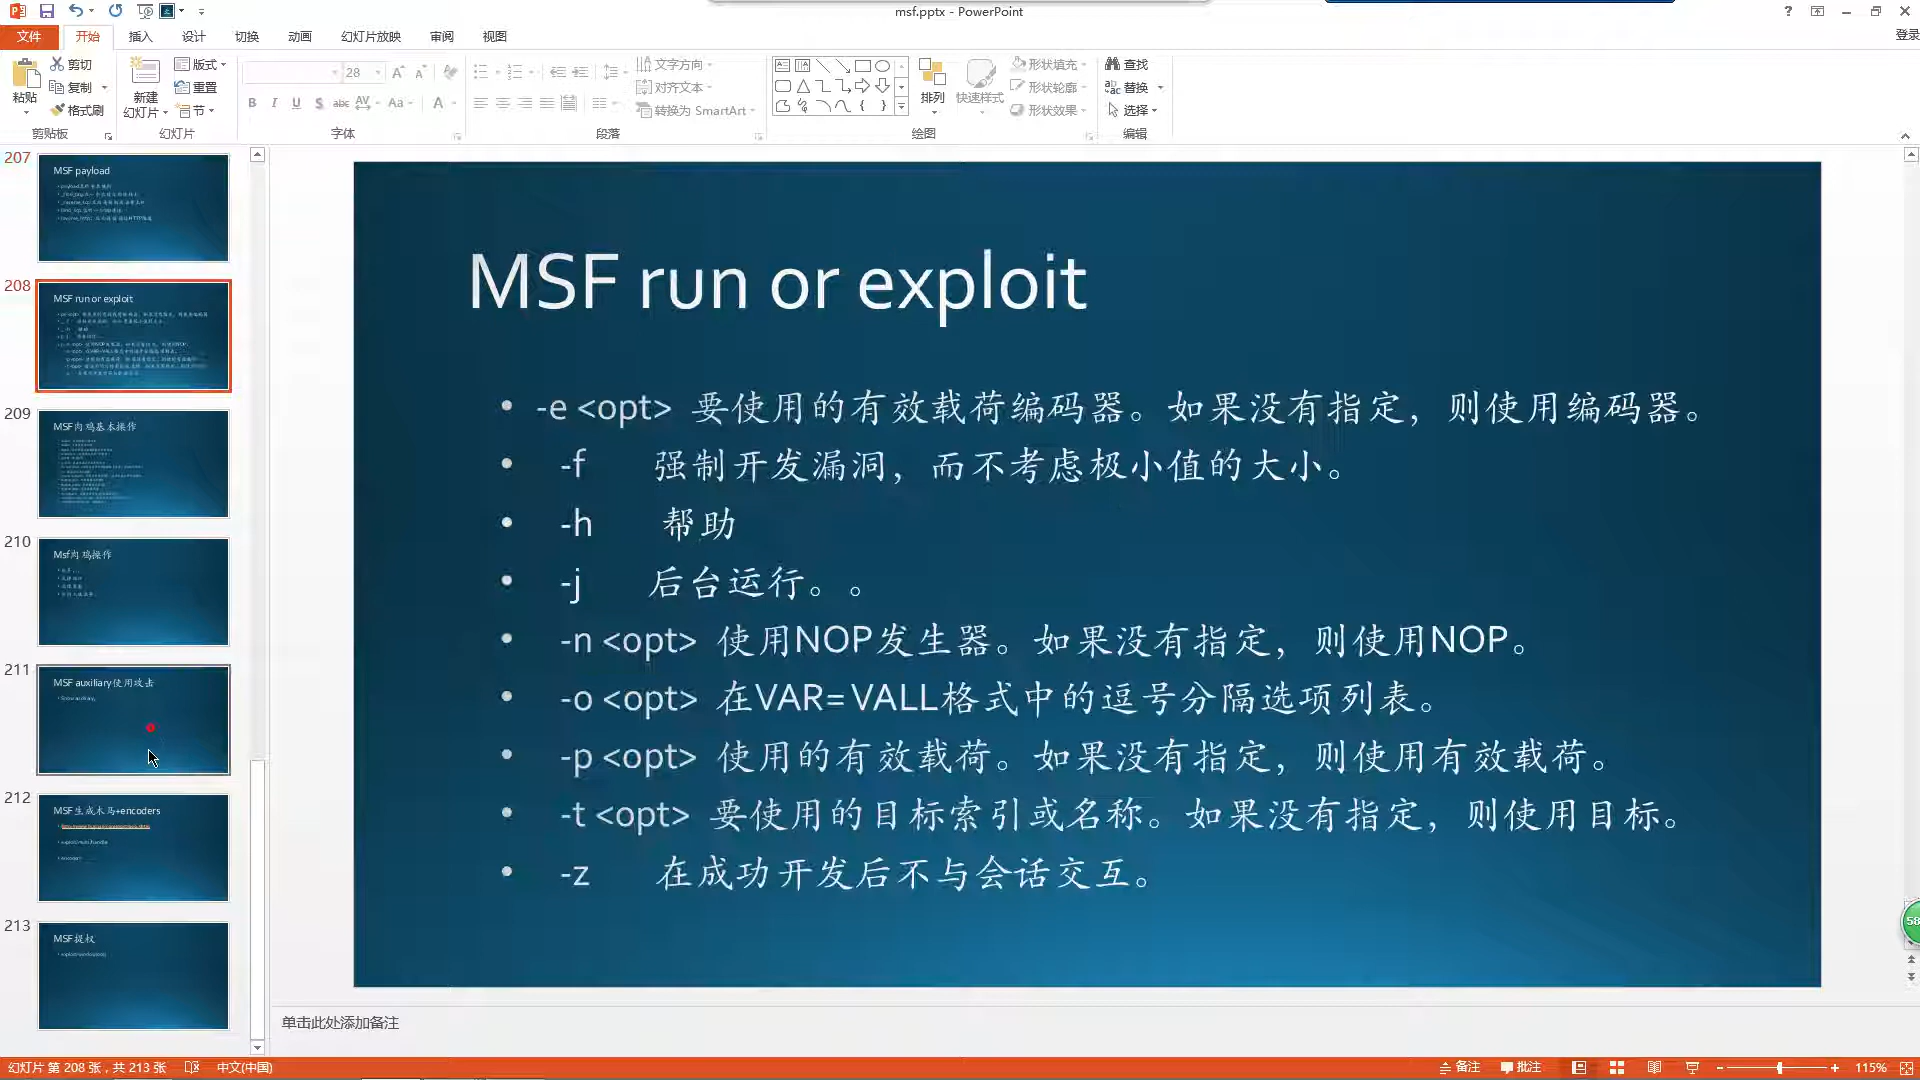 msf.pptx - PowerPoint
登录
文件 开始 插入 设计 切换 动画 幻灯片放映 审阅 视图
粘贴
剪切
复制
格式刷
剪贴板
新建
幻灯片
版式
重置
节
幻灯片
28
字体
文字方向
对齐文本
转换为 SmartArt
段落
排列
快速样式
形状填充
形状轮廓
形状效果
绘图
查找
替换
选择
编辑
207
MSF payload
208
MSF run or exploit
209
MSF肉鸡基本操作
210
Msf肉鸡操作
211
MSF auxiliary使用攻击
212
MSF生成木马+encoders
213
MSF提权
MSF run or exploit
• -e <opt> 要使用的有效载荷编码器。如果没有指定，则使用编码器。
• -f 强制开发漏洞，而不考虑极小值的大小。
• -h 帮助
• -j 后台运行。。
• -n <opt> 使用NOP发生器。如果没有指定，则使用NOP。
• -o <opt> 在VAR=VALL格式中的逗号分隔选项列表。
• -p <opt> 使用的有效载荷。如果没有指定，则使用有效载荷。
• -t <opt> 要使用的目标索引或名称。如果没有指定，则使用目标。
• -z 在成功开发后不与会话交互。
58
单击此处添加备注
幻灯片 第 208 张，共 213 张 中文(中国) 备注 批注 115%